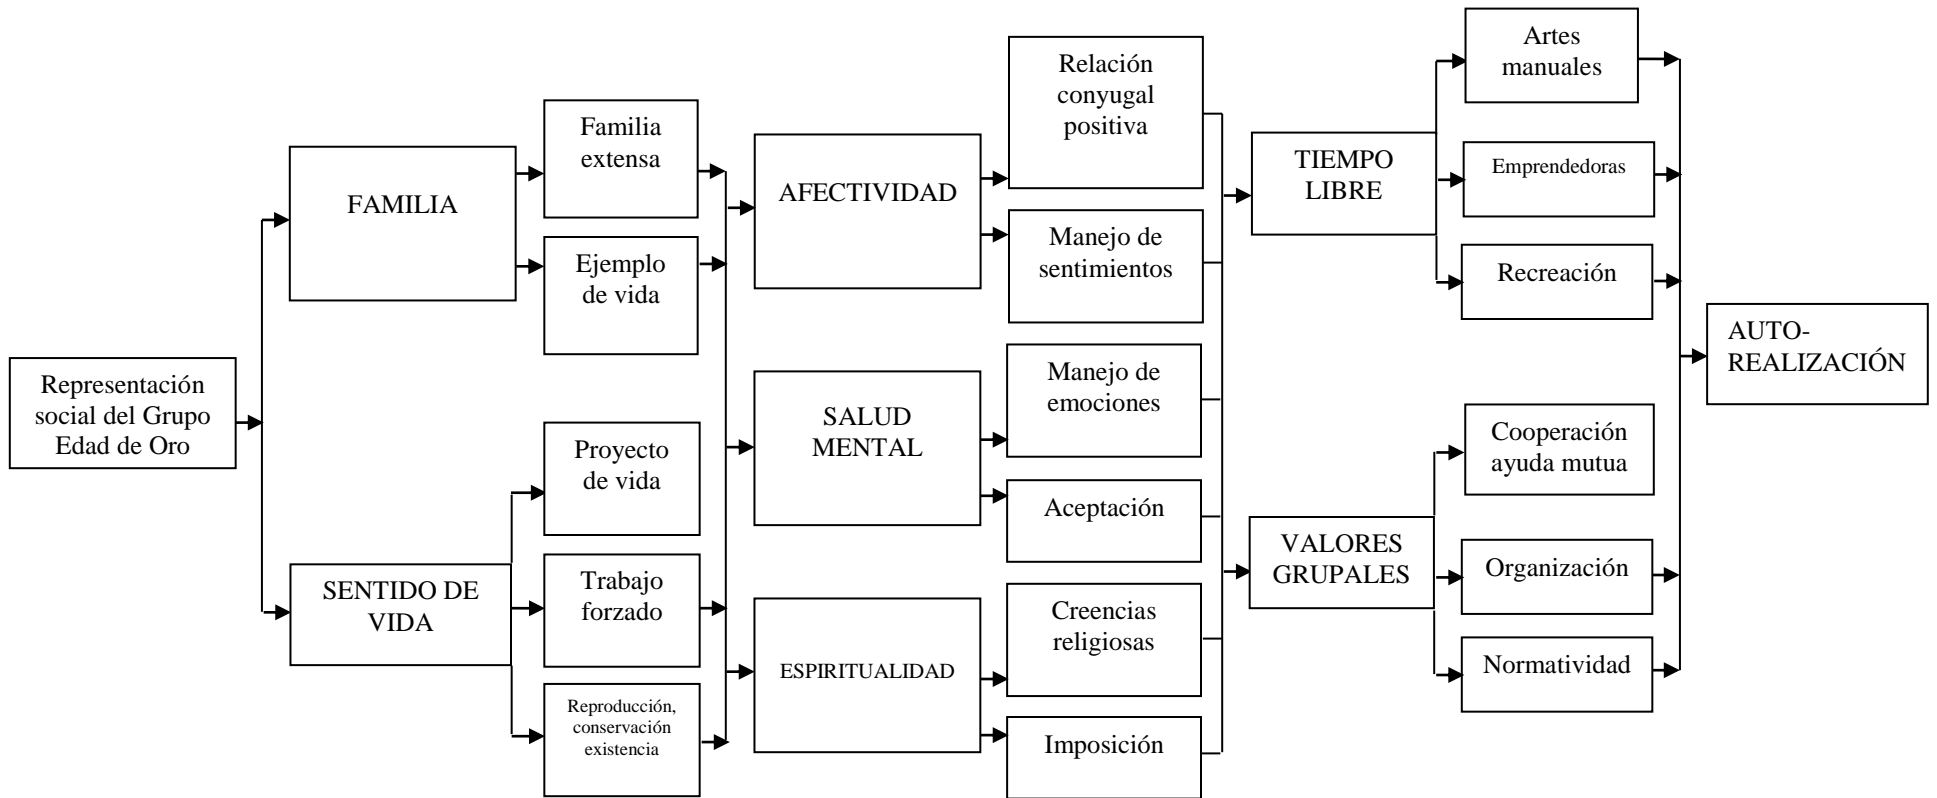 Representación
social del Grupo
Edad de Oro
FAMILIA
SENTIDO DE
VIDA
Familia
extensa
Ejemplo
de vida
Proyecto
de vida
Trabajo
forzado
Reproducción,
conservación
existencia
AFECTIVIDAD
SALUD
MENTAL
ESPIRITUALIDAD
Relación
conyugal
positiva
Manejo de
sentimientos
Manejo de
emociones
Aceptación
Creencias
religiosas
Imposición
TIEMPO
LIBRE
VALORES
GRUPALES
Artes
manuales
Emprendedoras
Recreación
Cooperación
ayuda mutua
Organización
Normatividad
AUTO-
REALIZACIÓN